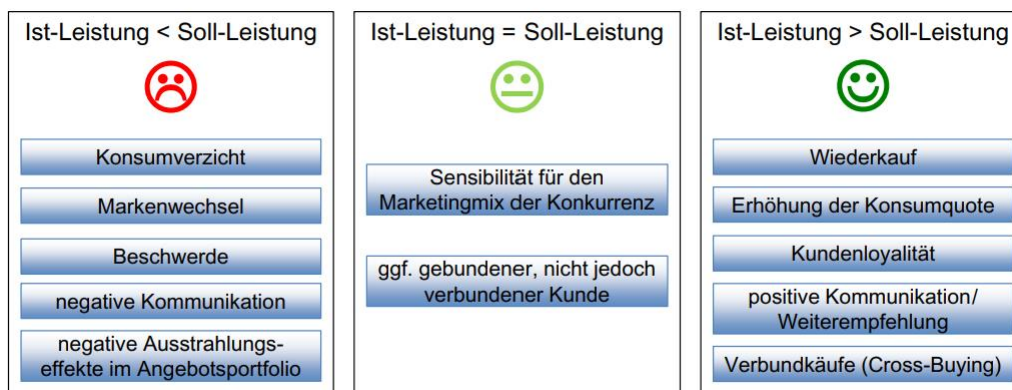 Ist-Leistung < Soll-Leistung
Konsumverzicht
Markenwechsel
Beschwerde
negative Kommunikation
negative Ausstrahlungs-
effekte im Angebotsportfolio
Ist-Leistung = Soll-Leistung
Sensibilität für den
Marketingmix der Konkurrenz
ggf. gebundener, nicht jedoch
verbundener Kunde
Ist-Leistung > Soll-Leistung
Wiederkauf
Erhöhung der Konsumquote
Kundenloyalität
positive Kommunikation/
Weiterempfehlung
Verbundkäufe (Cross-Buying)